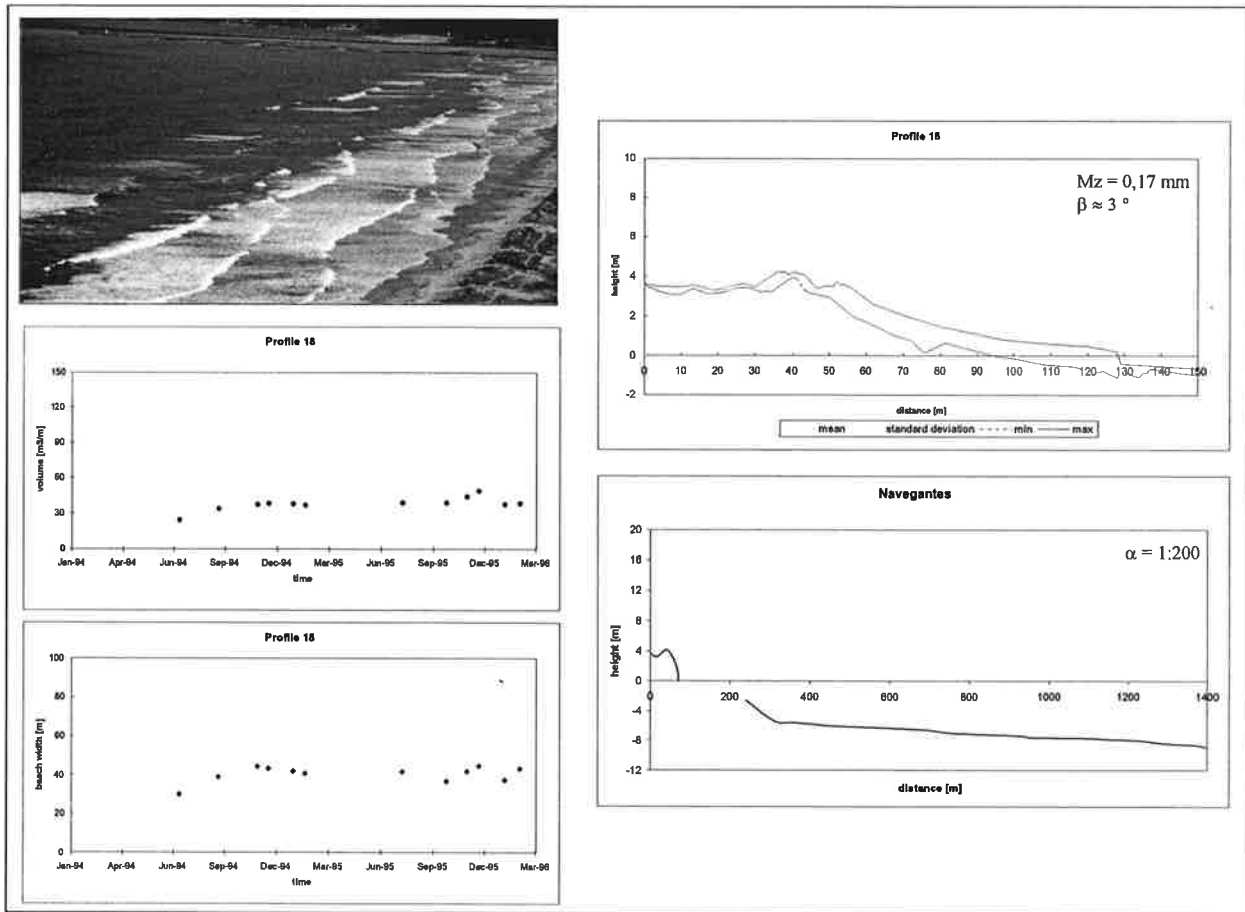 Profile 18
volume [m3/m]
150
120
90
60
30
0
Jan-94 Apr-94 Jun-94 Sep-94 Dec-94 Mar-95 Jun-95 Sep-95 Dec-95 Mar-96
time
Profile 18
beach width [m]
100
80
60
40
20
0
Jan-94 Apr-94 Jun-94 Sep-94 Dec-94 Mar-95 Jun-95 Sep-95 Dec-95 Mar-96
time
Profile 18
Mz = 0,17 mm
β ≈ 3 °
height [m]
10
8
6
4
2
0
-2
0 10 20 30 40 50 60 70 80 90 100 110 120 130 140 150
distance [m]
mean standard deviation min max
Navegantes
α = 1:200
height [m]
20
16
12
8
4
0
-4
-8
-12
0 200 400 600 800 1000 1200 1400
distance [m]